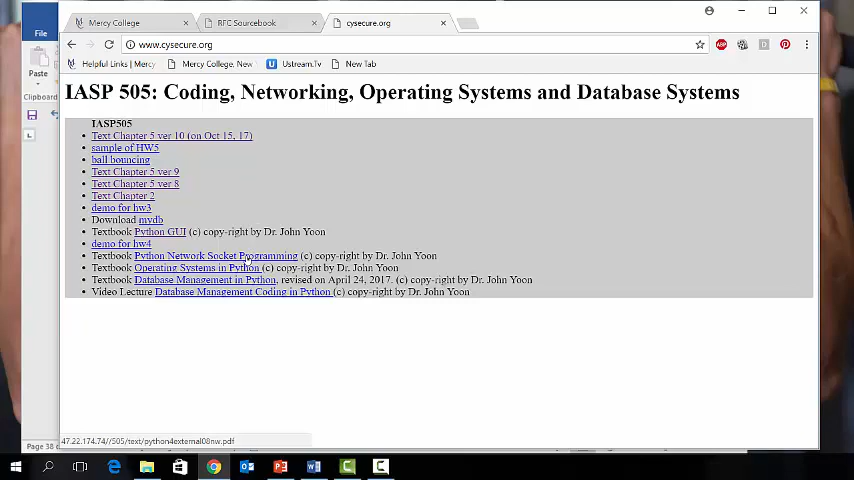 File
Paste
Clipboard
L
Page 38
Mercy College
RFC Sourcebook
cysecure.org
www.cysecure.org
Helpful Links | Mercy
Mercy College, New
Ustream.Tv
New Tab
IASP 505: Coding, Networking, Operating Systems and Database Systems
IASP505
Text Chapter 5 ver 10 (on Oct 15, 17)
sample of HW5
ball bouncing
Text Chapter 5 ver 9
Text Chapter 5 ver 8
Text Chapter 2
demo for hw3
Download mydb
Textbook Python GUI (c) copy-right by Dr. John Yoon
demo for hw4
Textbook Python Network Socket Programming (c) copy-right by Dr. John Yoon
Textbook Operating Systems in Python (c) copy-right by Dr. John Yoon
Textbook Database Management in Python, revised on April 24, 2017. (c) copy-right by Dr. John Yoon
Video Lecture Database Management Coding in Python (c) copy-right by Dr. John Yoon
47.22.174.74//505/text/python4external08nw.pdf